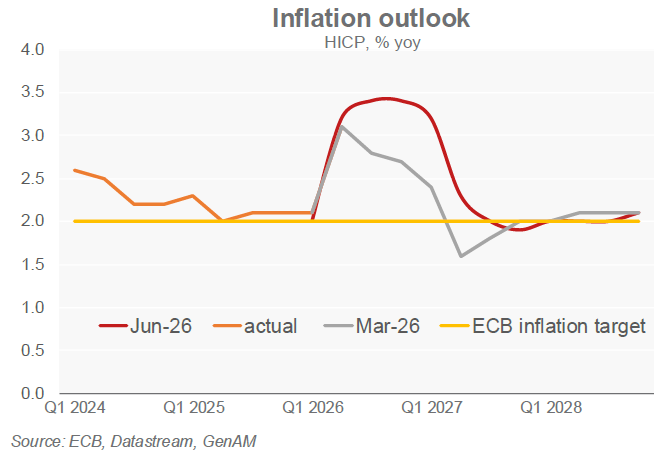 Inflation outlook
HICP, % yoy
4.0
3.5
3.0
2.5
2.0
1.5
1.0
0.5
0.0
Jun-26 actual Mar-26 ECB inflation target
Q1 2024 Q1 2025 Q1 2026 Q1 2027 Q1 2028
Source: ECB, Datastream, GenAM